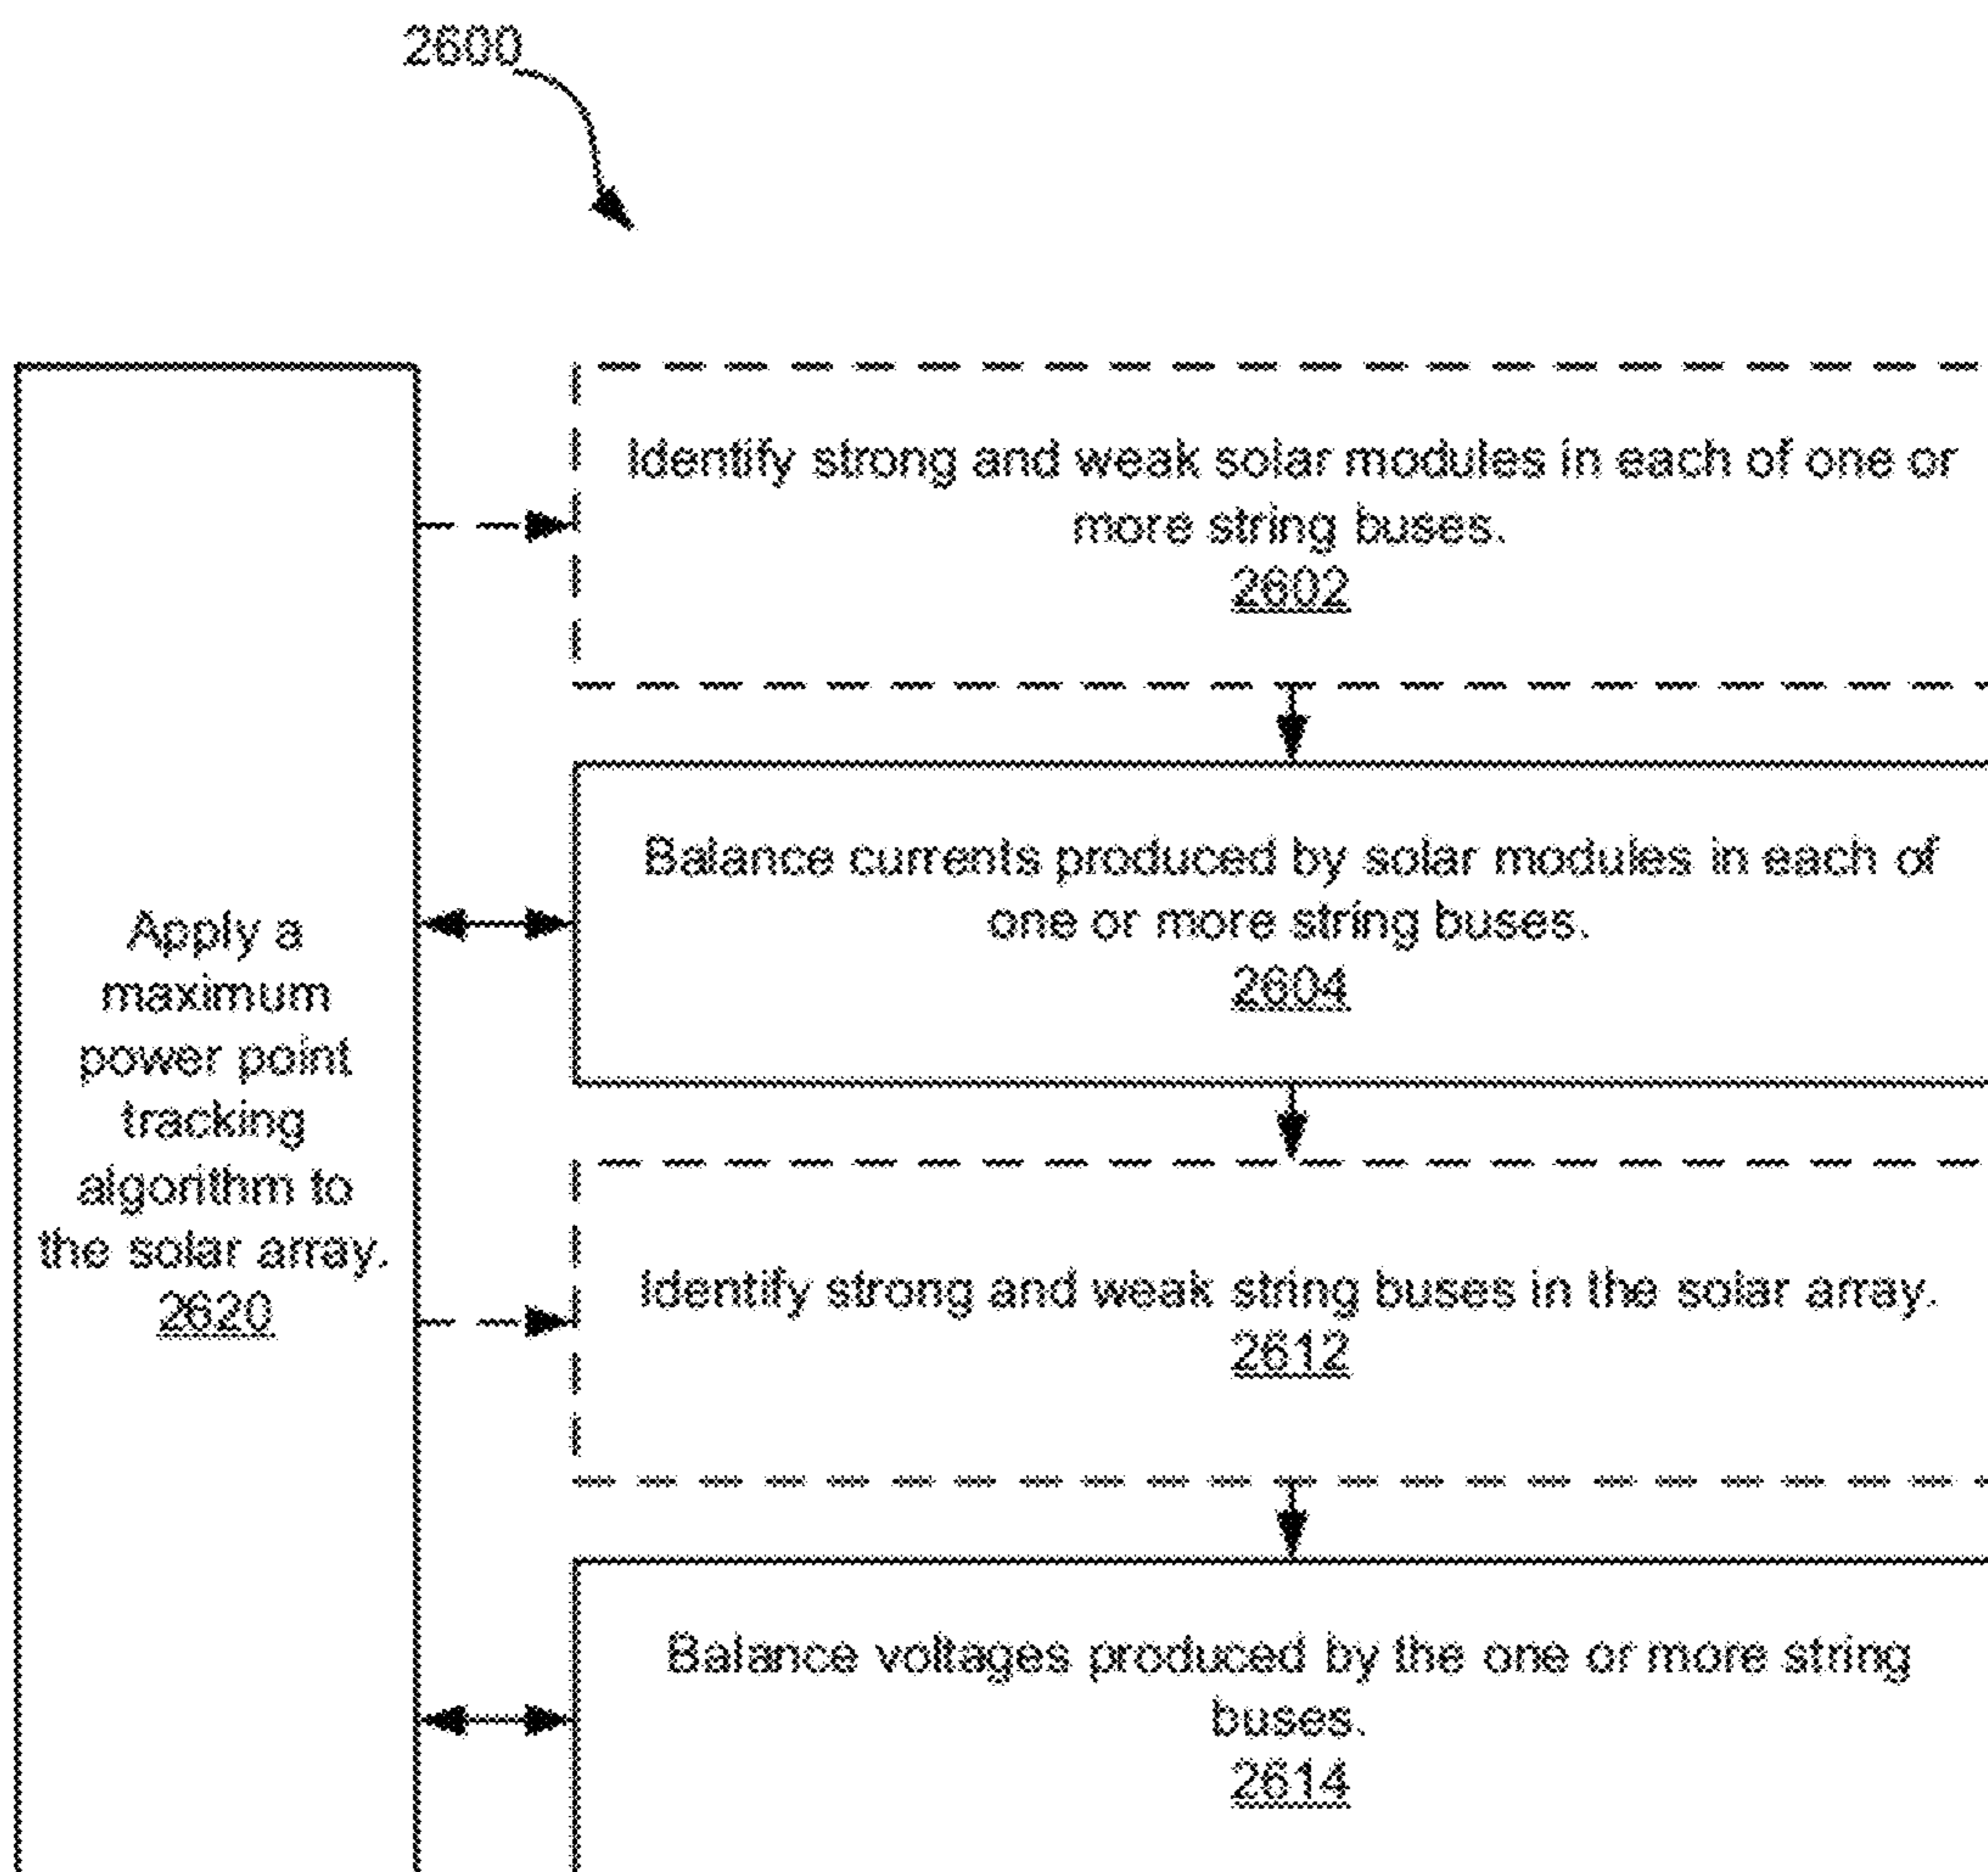 2600
Apply a
maximum
power point
tracking
algorithm to
the solar array.
2620
Identify strong and weak solar modules in each of one or
more string buses.
2602
Balance currents produced by solar modules in each of
one or more string buses.
2604
Identify strong and weak string buses in the solar array.
2612
Balance voltages produced by the one or more string
buses.
2614